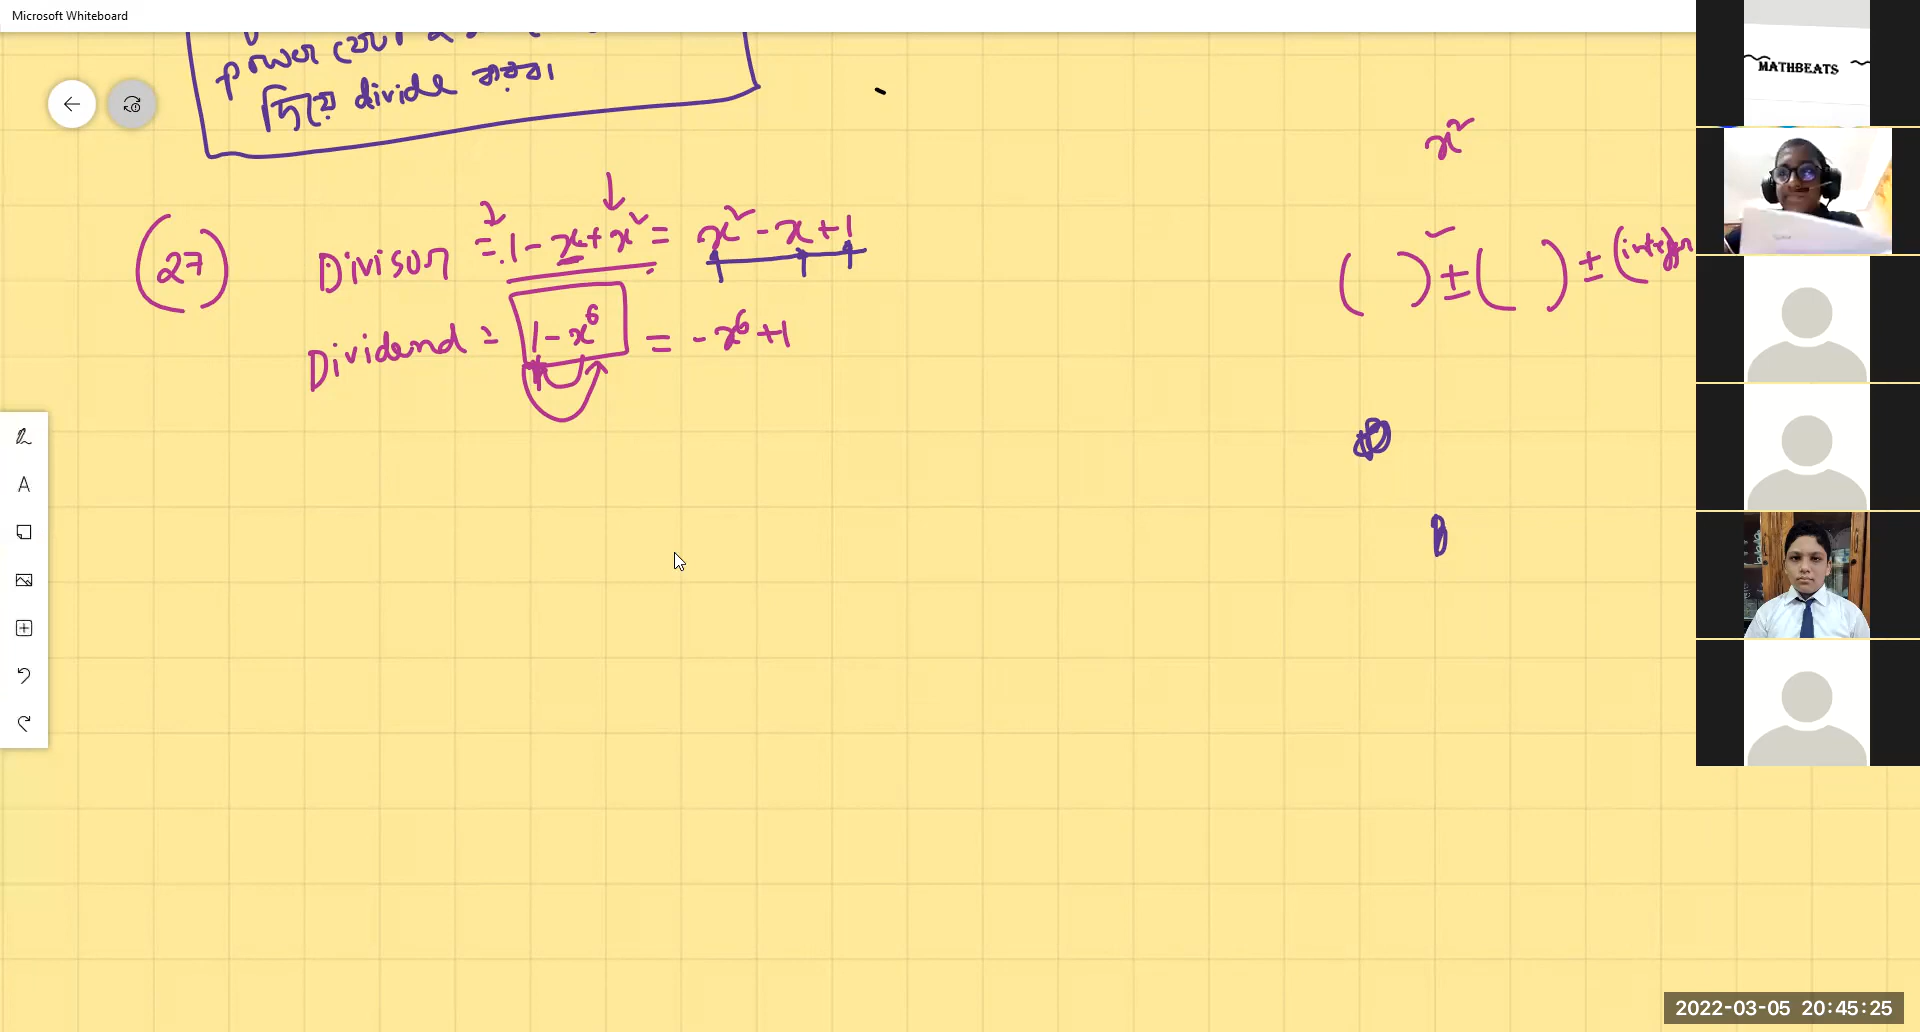 Microsoft Whiteboard
power
divide করবো
MATHBEATS
x²
(27) Divisor = 1 - x + x² = x² - x + 1
( )² ± ( ) ± (integer
Dividend = 1 - x⁶ = -x⁶ + 1
2022-03-05 20:45:25